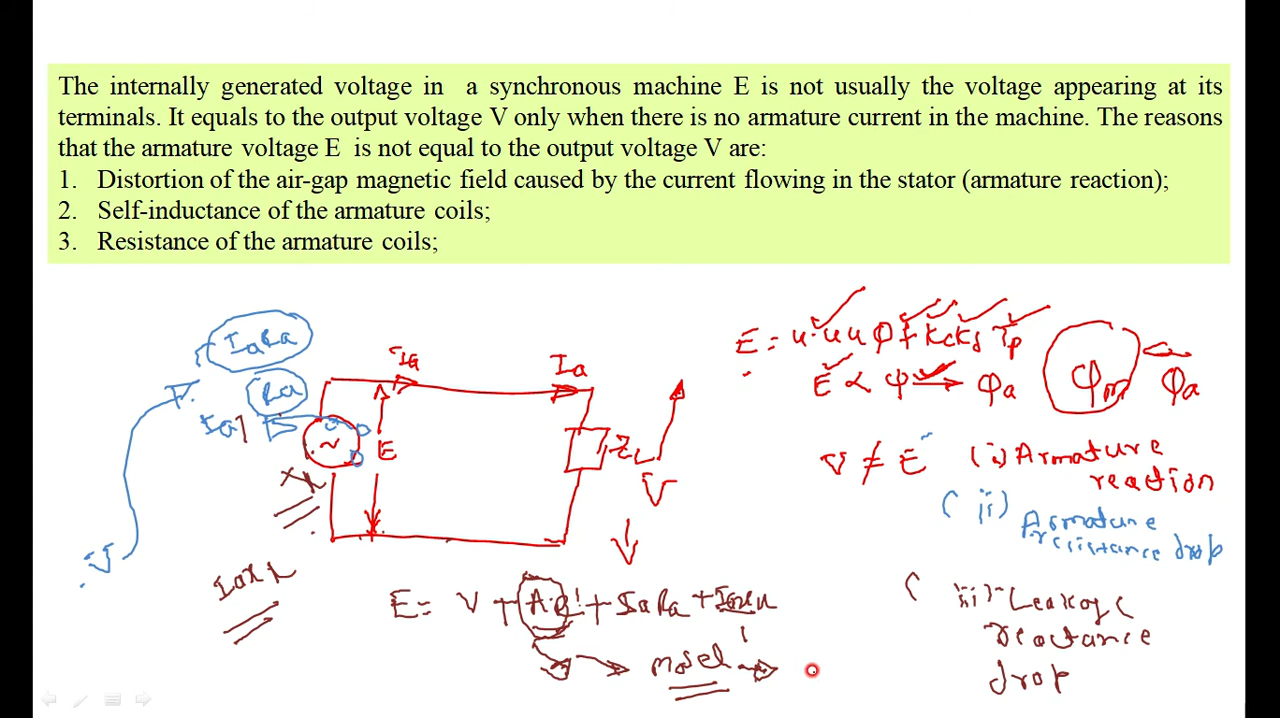 The internally generated voltage in a synchronous machine E is not usually the voltage appearing at its
terminals. It equals to the output voltage V only when there is no armature current in the machine. The reasons
that the armature voltage E is not equal to the output voltage V are:
1. Distortion of the air-gap magnetic field caused by the current flowing in the stator (armature reaction);
2. Self-inductance of the armature coils;
3. Resistance of the armature coils;
IaRa
Ra
Ia
Ia
Ia
~
E
ZL
V
V
E = 4.44 φ f Kc Kd Tp
E ∝ φ → φa
φm
φa
V ≠ E (i) Armature
reaction
(ii) Armature
resistance drop
(iii) Leakage
reactance
drop
XL
IaXL
E = V + A.R + IaRa +
model